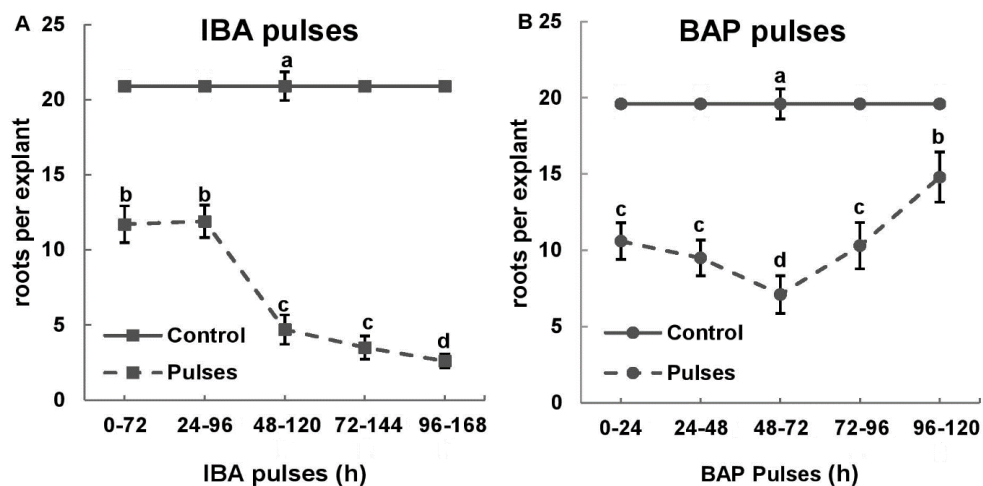 A
IBA pulses
25
20
15
10
5
0
roots per explant
a
b
b
c
c
d
Control
Pulses
0-72
24-96
48-120
72-144
96-168
IBA pulses (h)
B
BAP pulses
25
20
15
10
5
0
roots per explant
a
c
c
d
c
b
Control
Pulses
0-24
24-48
48-72
72-96
96-120
BAP Pulses (h)